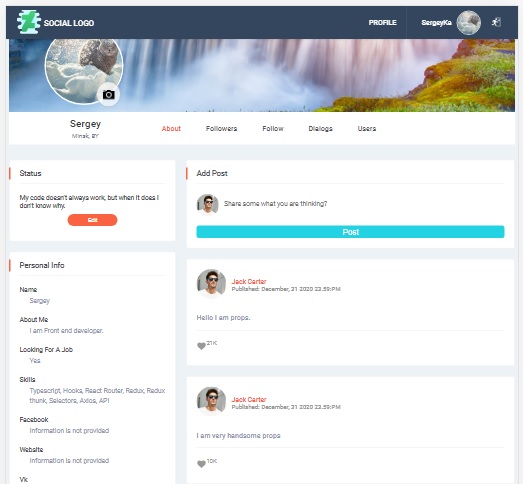 SOCIAL LOGO
PROFILE
SergeyKa
Sergey
Minsk, BY
About
Followers
Follow
Dialogs
Users
Status
My code doesn't always work, but when it does I
don't know why.
Edit
Personal Info
Name
Sergey
About Me
I am Front end developer.
Looking For A Job
Yes
Skills
Typescript, Hooks, React Router, Redux, Redux
thunk, Selectors, Axios, API
Facebook
Information is not provided
Website
Information is not provided
Vk
Add Post
Share some what you are thinking?
Post
Jack Carter
Published: December, 31 2020 23.59:PM
Hello I am props.
21K
Jack Carter
Published: December, 31 2020 23.59:PM
I am very handsome props
10K